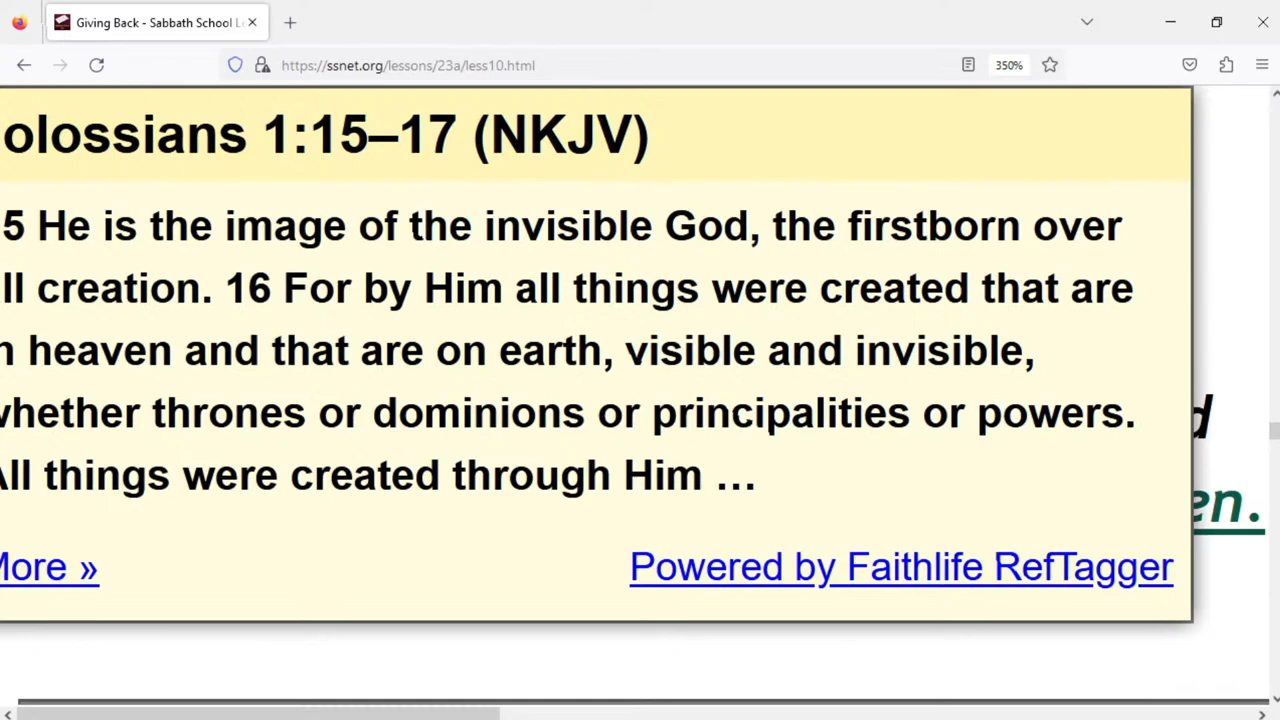 Giving Back - Sabbath School Le
https://ssnet.org/lessons/23a/less10.html
350%
olossians 1:15–17 (NKJV)
5 He is the image of the invisible God, the firstborn over
ll creation. 16 For by Him all things were created that are
n heaven and that are on earth, visible and invisible,
whether thrones or dominions or principalities or powers.
All things were created through Him …
d
en.
More »
Powered by Faithlife RefTagger